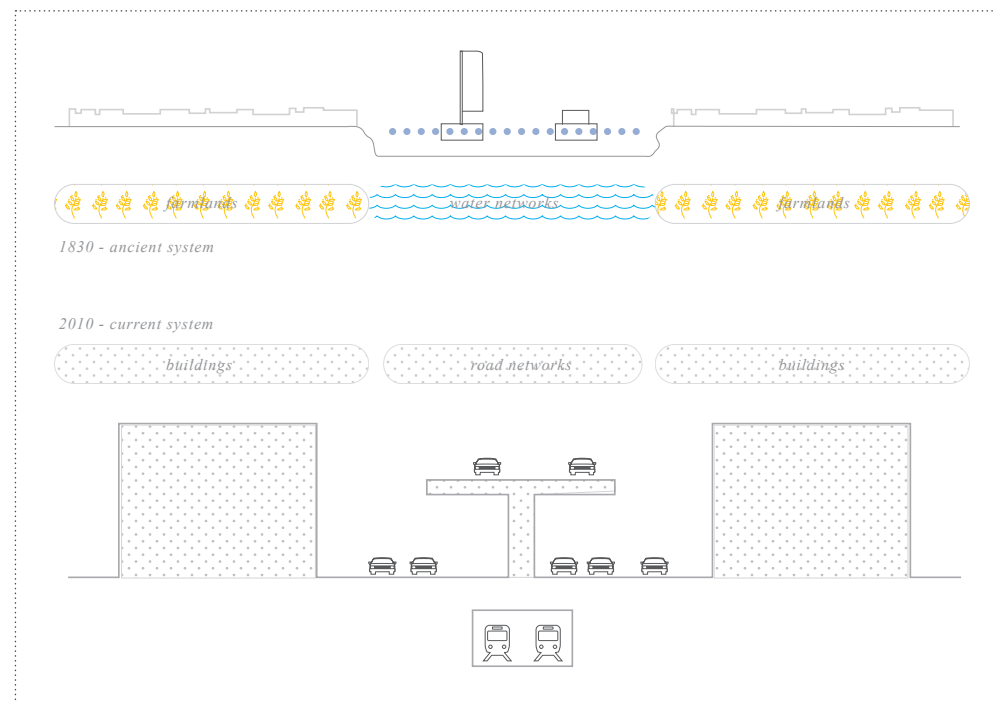 farmlands
water networks
farmlands
1830 - ancient system
2010 - current system
buildings
road networks
buildings